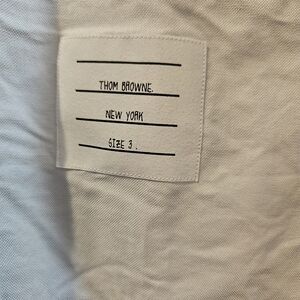 THOM BROWNE.
NEW YORK
SIZE 3.